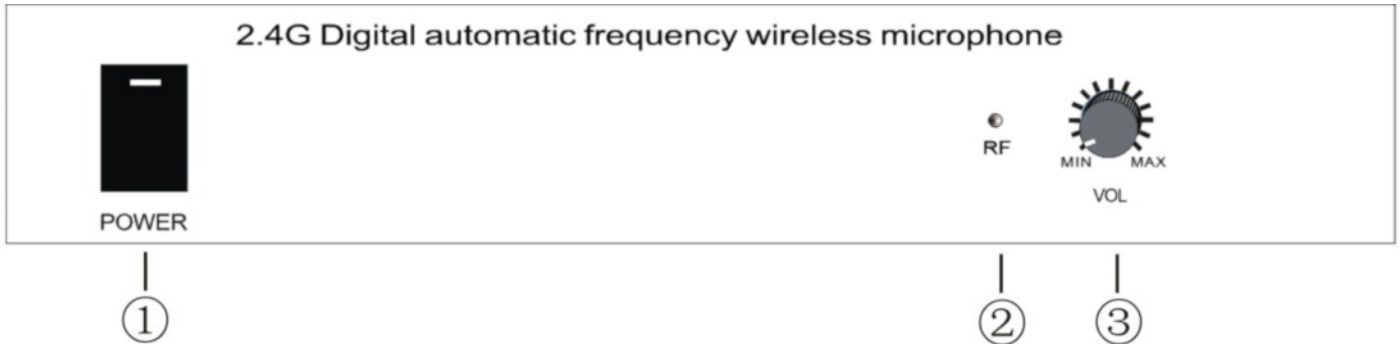 2.4G Digital automatic frequency wireless microphone
RF
MIN MAX
POWER
VOL
① ② ③